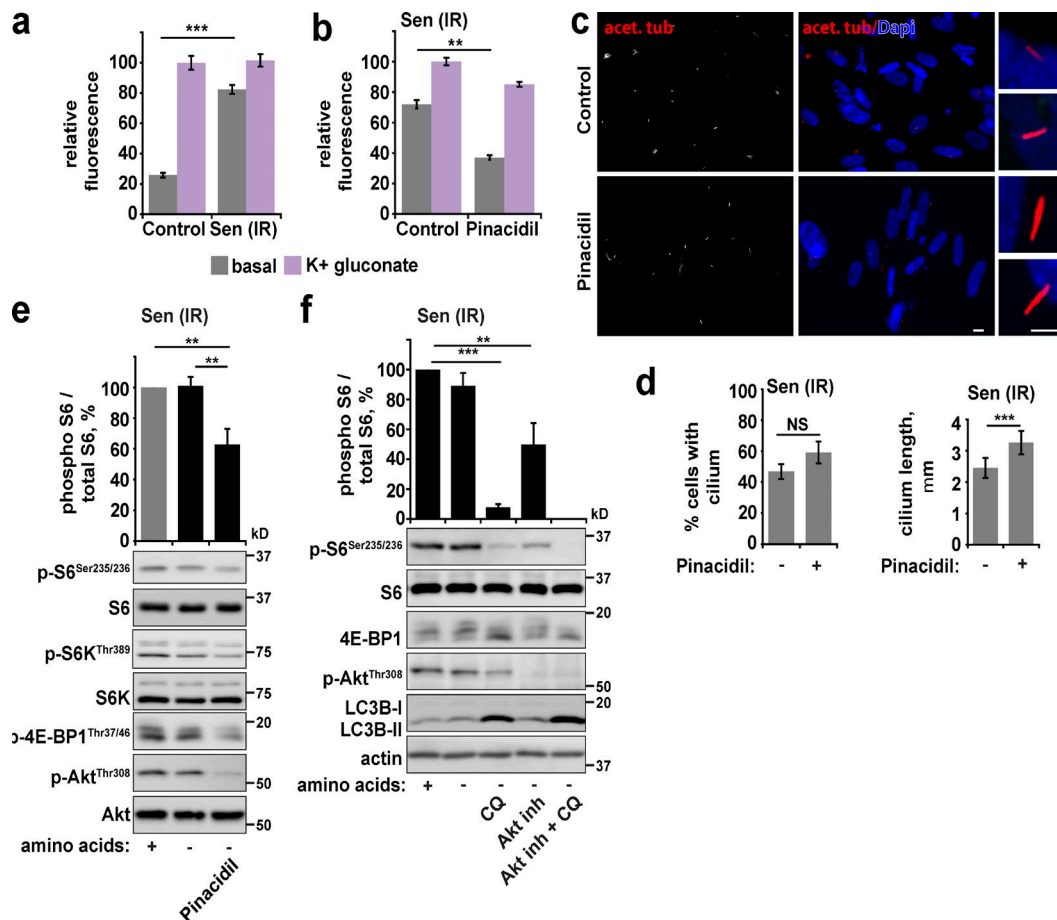 a
***
relative
fluorescence
100
80
60
40
20
0
Control Sen (IR)
b
Sen (IR)
**
relative
fluorescence
100
80
60
40
20
0
Control Pinacidil
basal K+ gluconate
c
acet. tub
acet. tub/Dapi
Control
Pinacidil
d
Sen (IR)
NS
% cells with
cilium
100
80
60
40
20
0
Pinacidil: - +
Sen (IR)
***
cilium length,
mm
4
3
2
1
0
Pinacidil: - +
e
Sen (IR)
**
**
phospho S6 /
total S6, %
100
80
60
40
20
0
kD
p-S6Ser235/236
37
S6
37
p-S6KThr389
75
S6K
75
p-4E-BP1Thr37/46
20
p-AktThr308
50
Akt
50
amino acids: + - -
Pinacidil
f
Sen (IR)
**
***
phospho S6 /
total S6, %
100
80
60
40
20
0
kD
p-S6Ser235/236
37
S6
37
20
4E-BP1
p-AktThr308
50
LC3B-I
20
LC3B-II
actin
37
amino acids: + - - - -
CQ
Akt inh
Akt inh + CQ